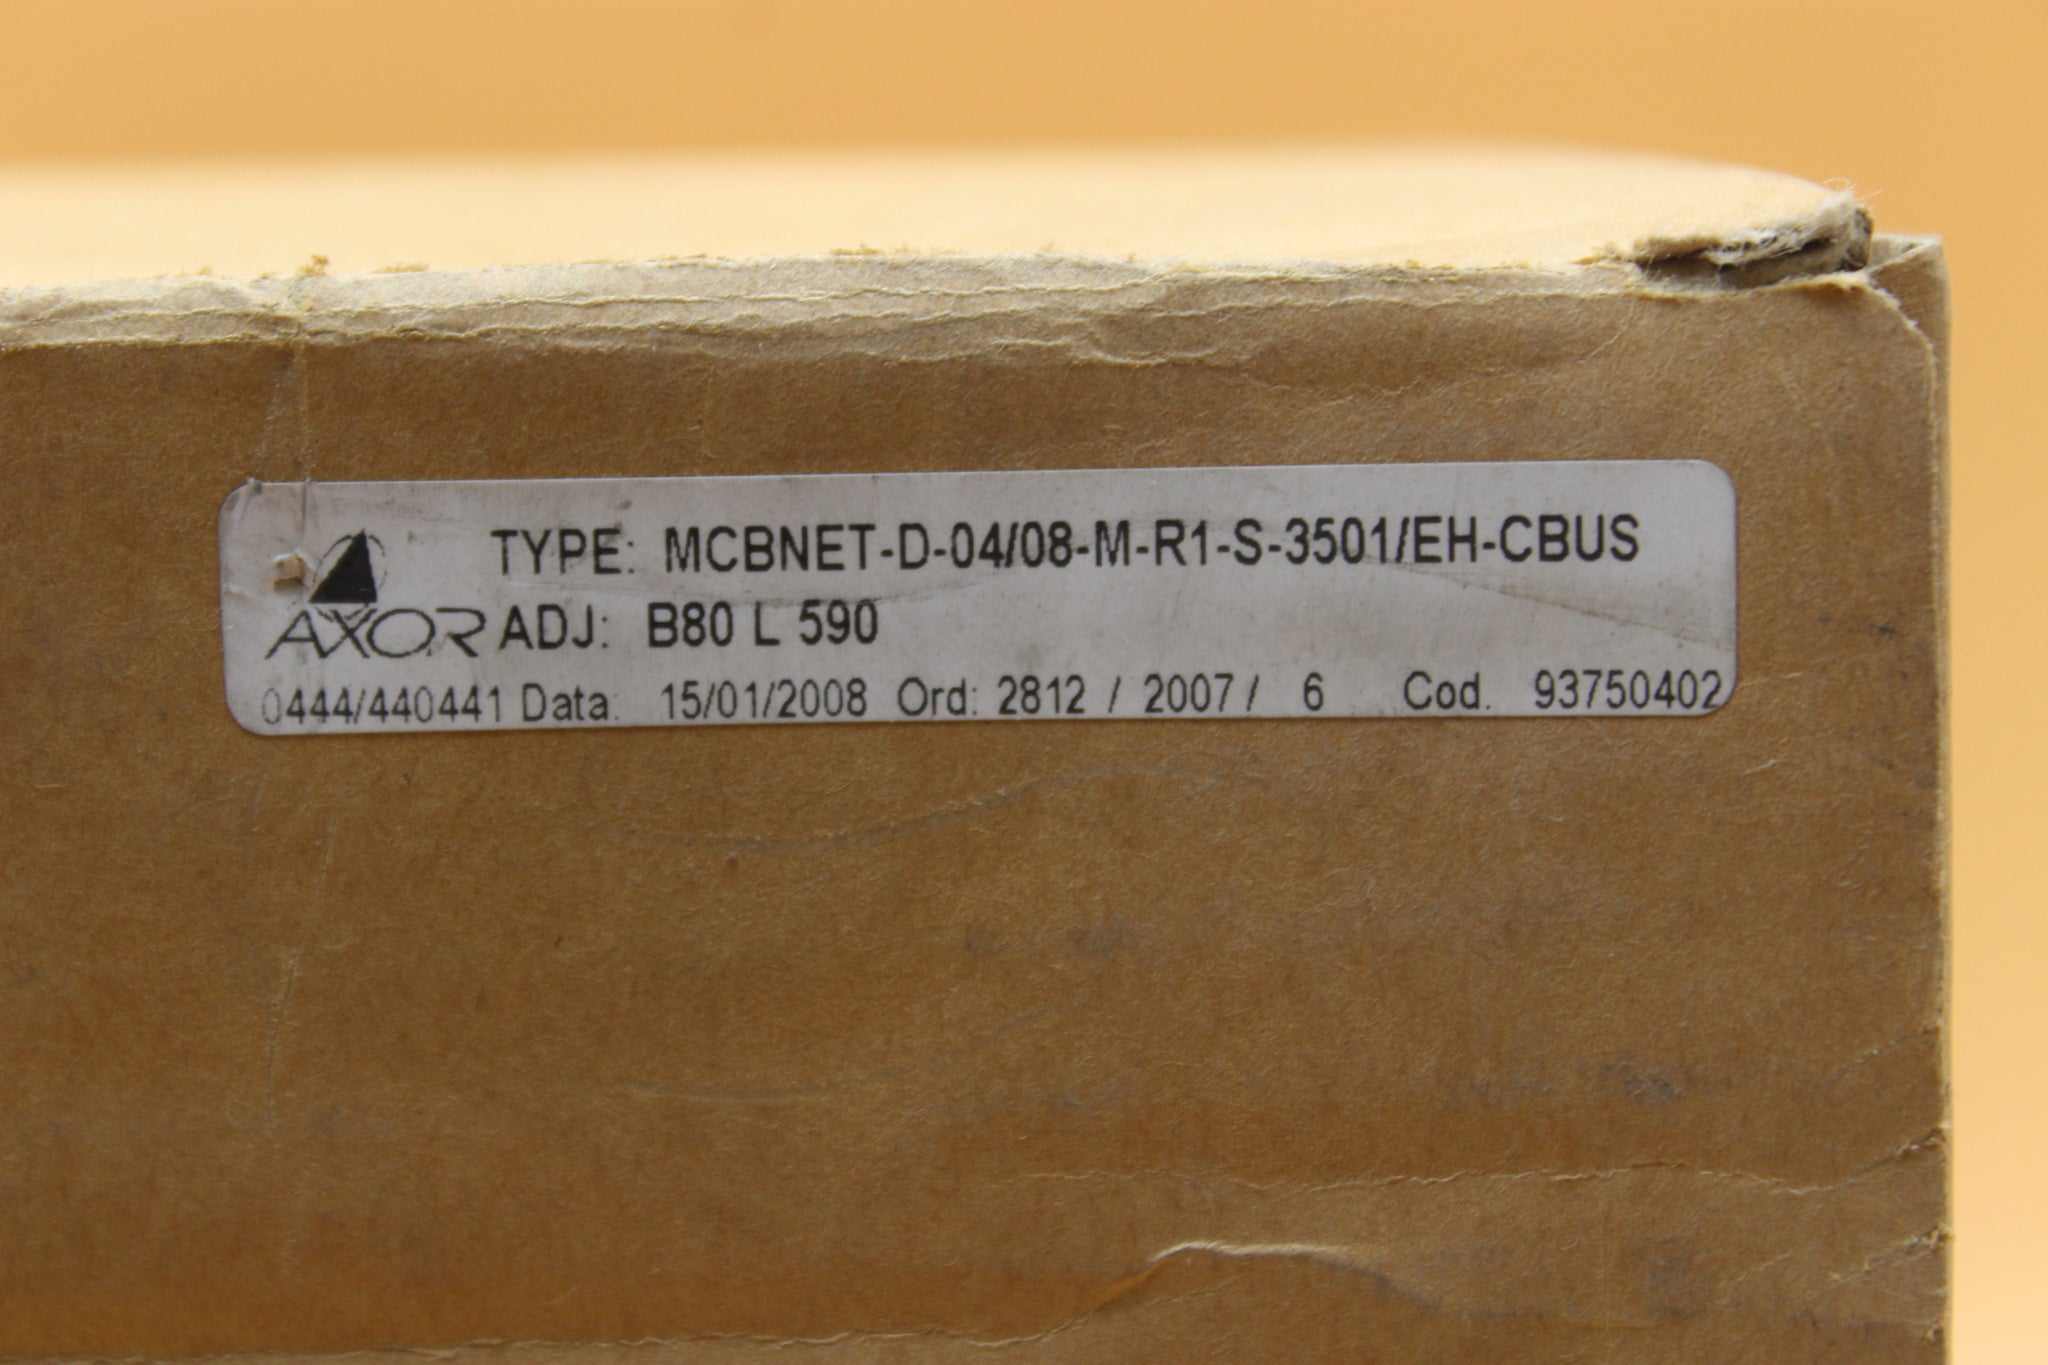 TYPE: MCBNET-D-04/08-M-R1-S-3501/EH-CBUS
AXOR ADJ: B80 L 590
0444/440441 Data: 15/01/2008 Ord: 2812 / 2007 / 6 Cod. 93750402